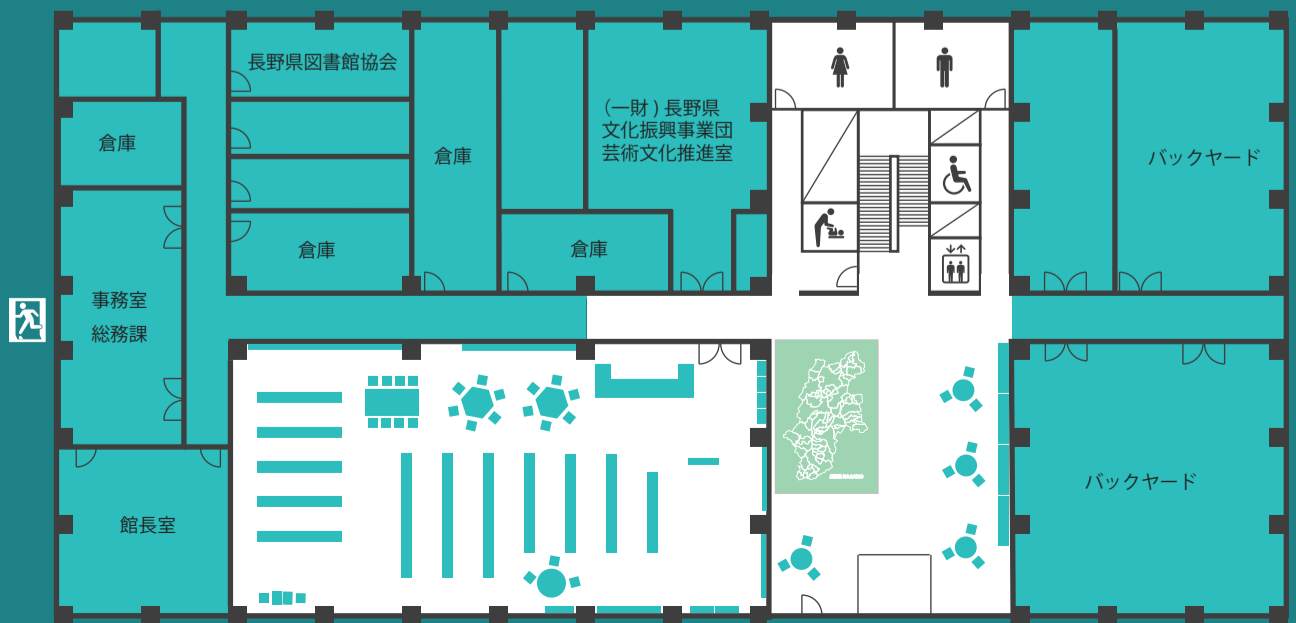 長野県図書館協会
(一財)長野県
文化振興事業団
芸術文化推進室
倉庫
倉庫
バックヤード
倉庫
倉庫
事務室
総務課
館長室
バックヤード